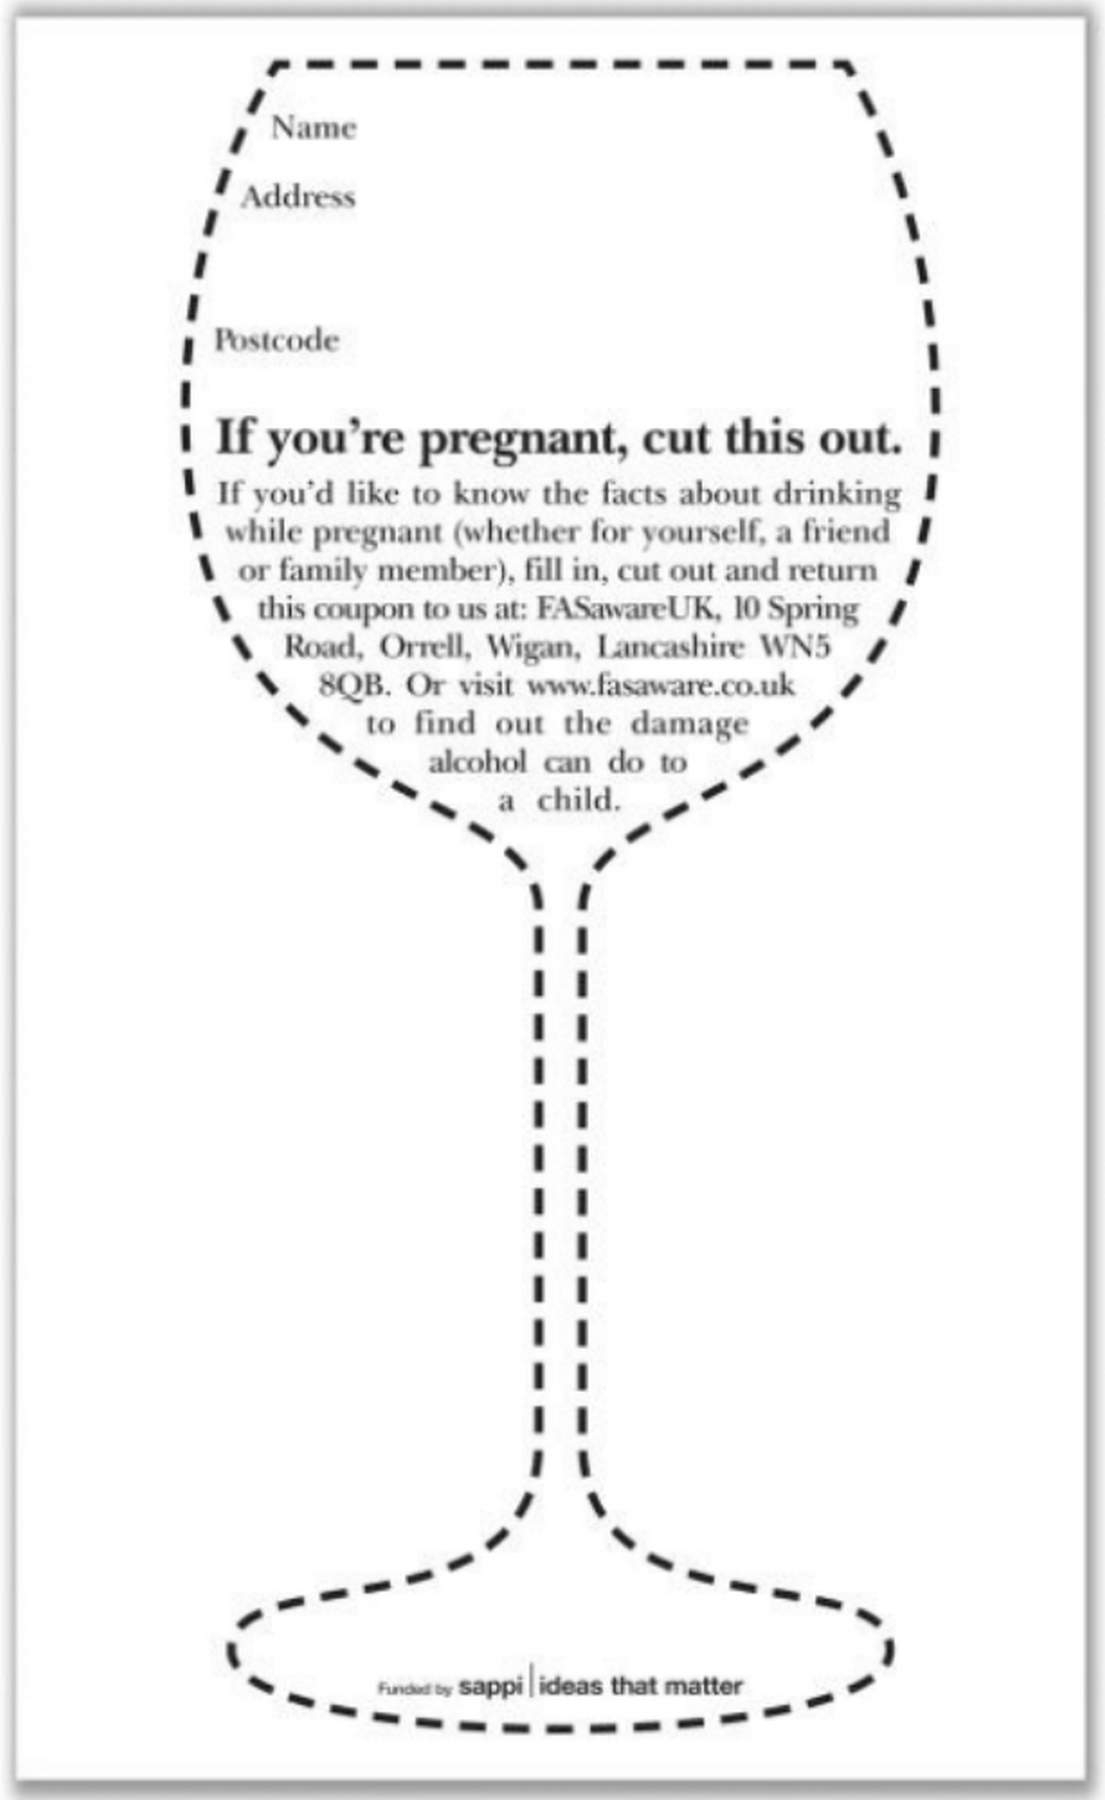 Name
Address
Postcode
If you're pregnant, cut this out.
If you'd like to know the facts about drinking
while pregnant (whether for yourself, a friend
or family member), fill in, cut out and return
this coupon to us at: FASawareUK, 10 Spring
Road, Orrell, Wigan, Lancashire WN5
8QB. Or visit www.fasaware.co.uk
to find out the damage
alcohol can do to
a child.
Funded by sappi | ideas that matter